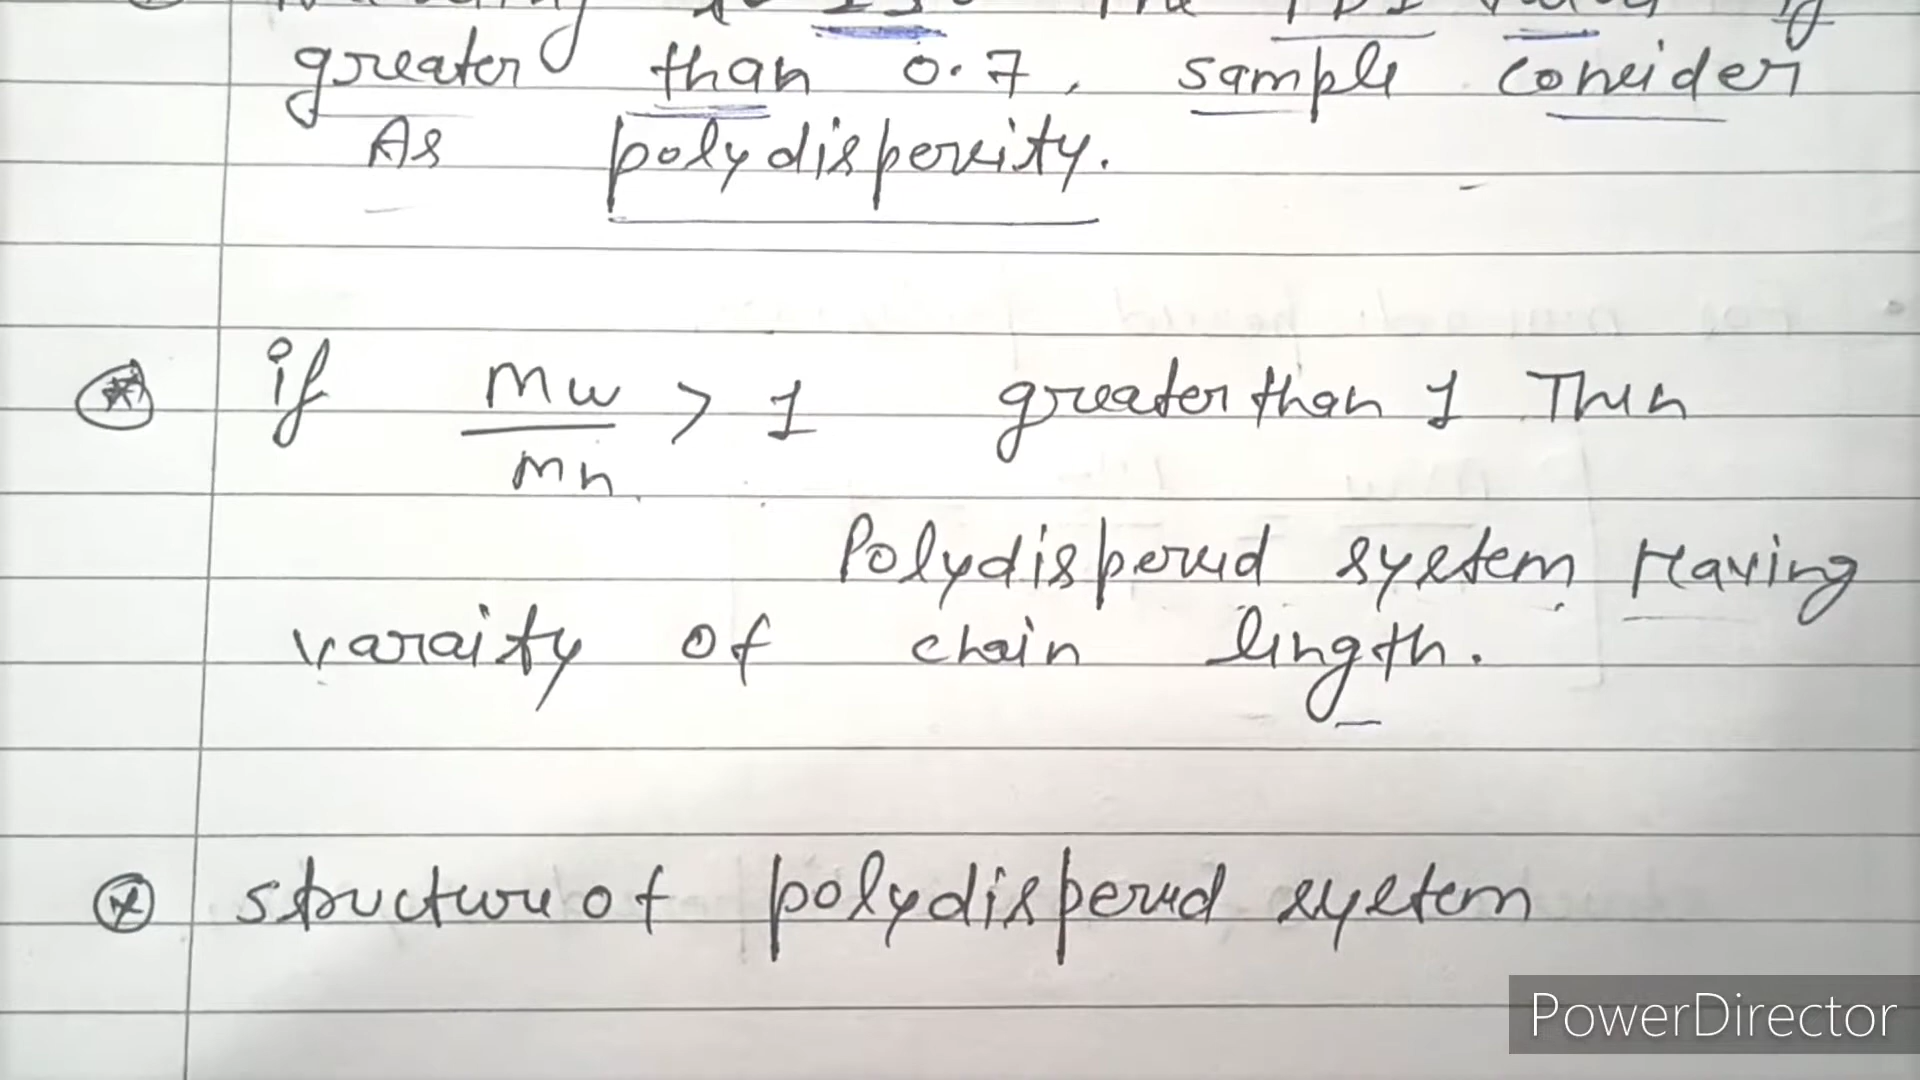 greater than 0.7, sample consider
As polydispersity.
if Mw/Mn > 1 greater than 1 Then
Polydispersed system Having
varaity of chain length.
structure of polydispersed system
PowerDirector